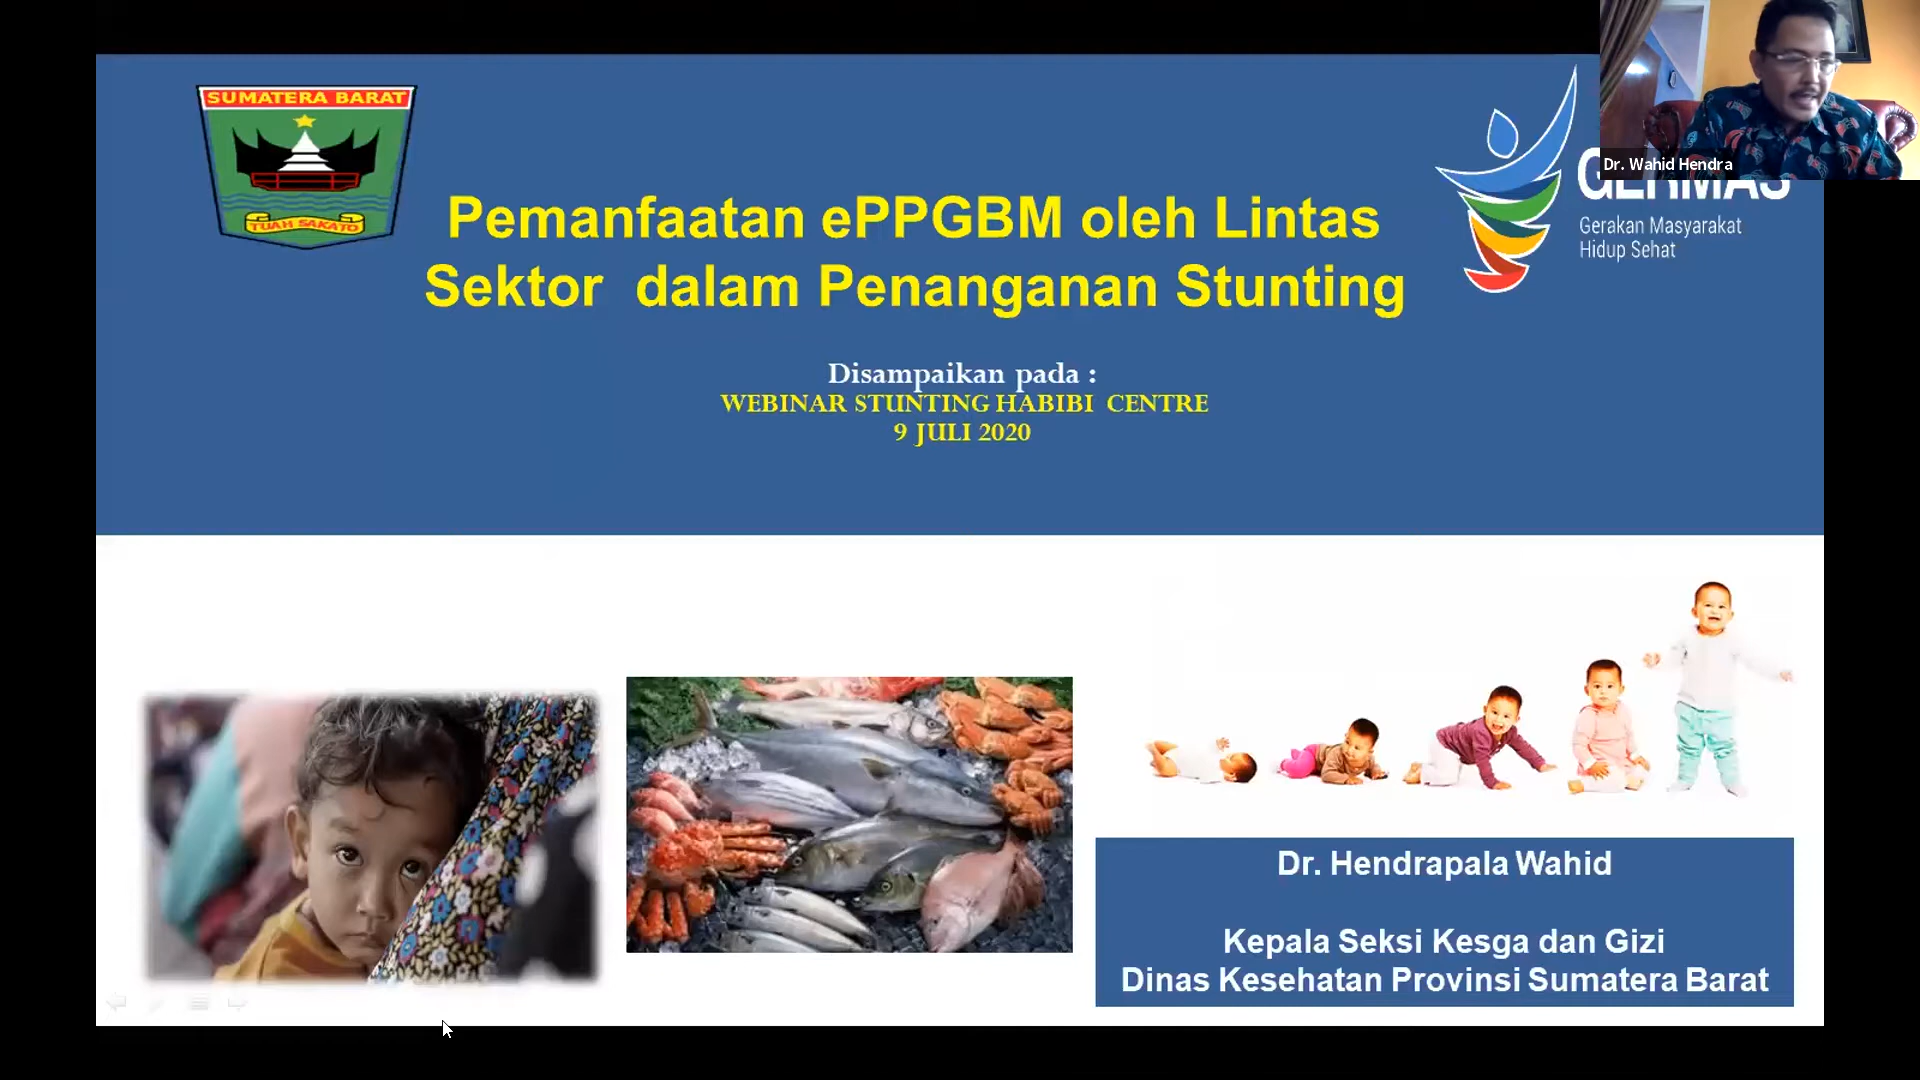 SUMATERA BARAT
TUAH SAKATO
Pemanfaatan ePPGBM oleh Lintas
Sektor dalam Penanganan Stunting
Disampaikan pada :
WEBINAR STUNTING HABIBI CENTRE
9 JULI 2020
Dr. Wahid Hendra
GERMAS
Gerakan Masyarakat
Hidup Sehat
Dr. Hendrapala Wahid
Kepala Seksi Kesga dan Gizi
Dinas Kesehatan Provinsi Sumatera Barat